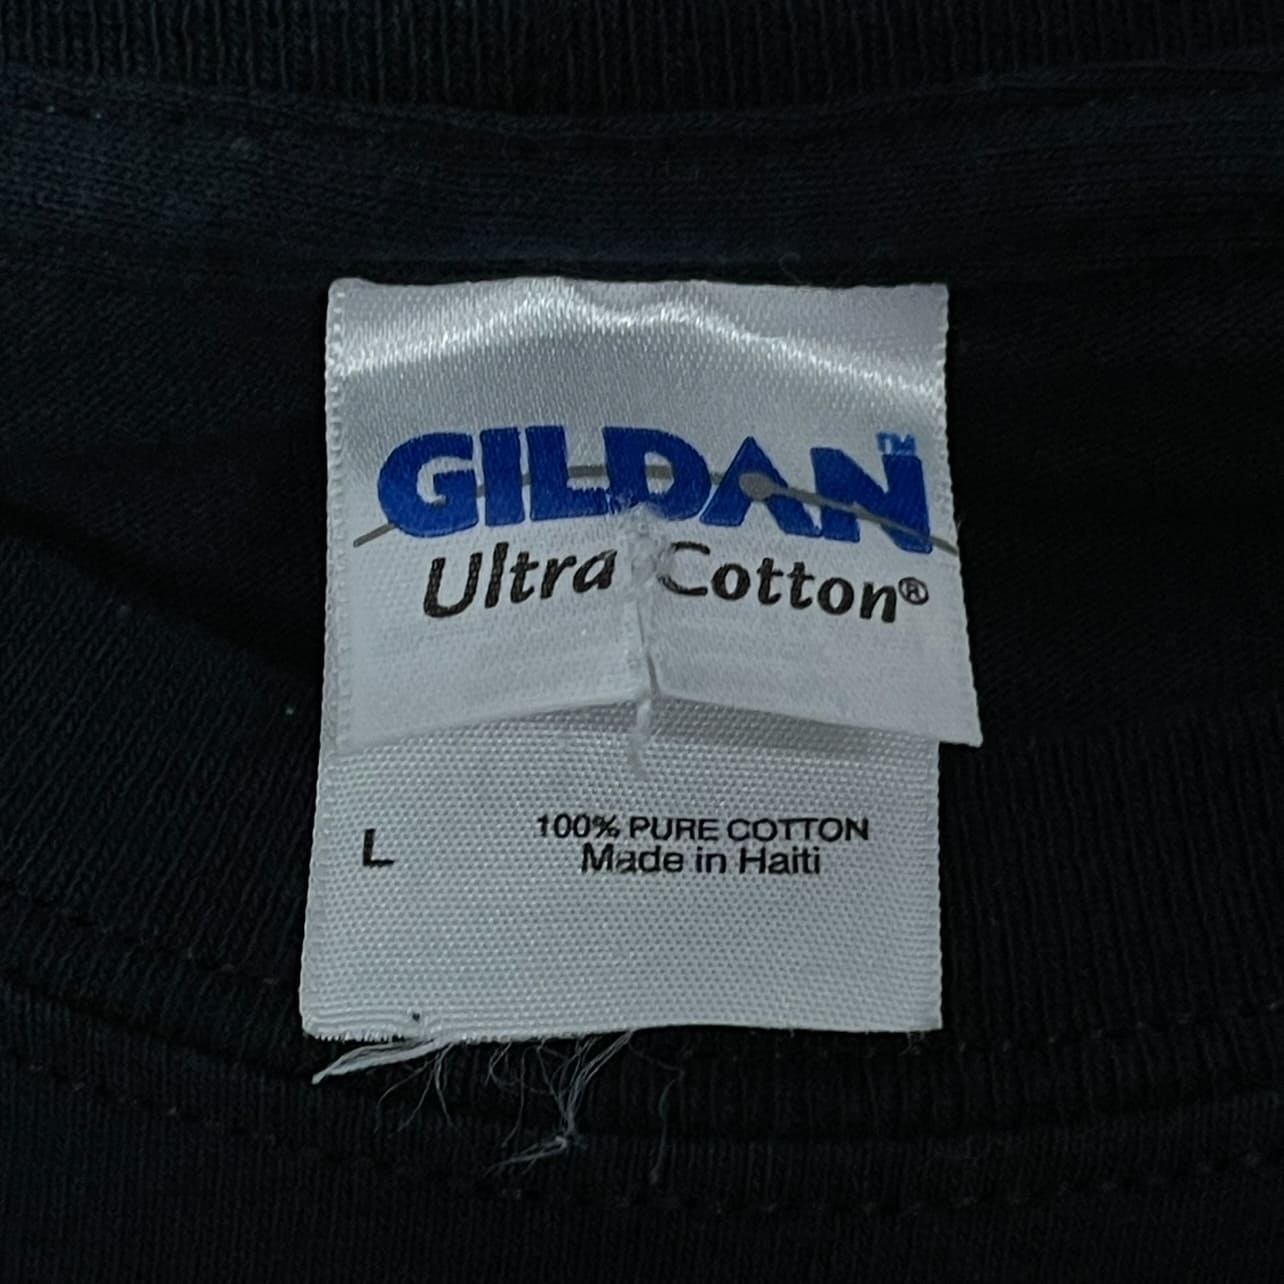 GILDAN™
Ultra Cotton®
L
100% PURE COTTON
Made in Haiti